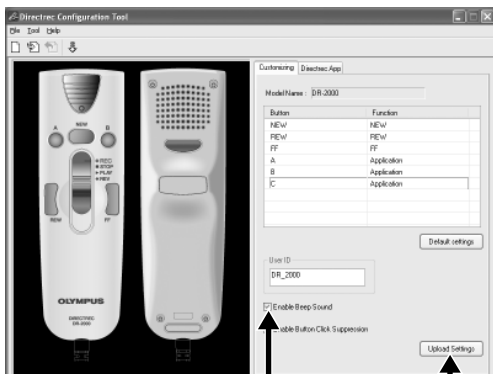 Directrec Configuration Tool
File Tool Help
Customizing Directrec App
Model Name : DR-2000
Button Function
NEW NEW
REW REW
FF FF
A Application
B Application
C Application
Default settings
User ID
DR_2000
Enable Beep Sound
Enable Button Click Suppression
Upload Settings
NEW
A B
REC
STOP
PLAY
REV
REW FF
OLYMPUS
DIRECTREC
DR-2000